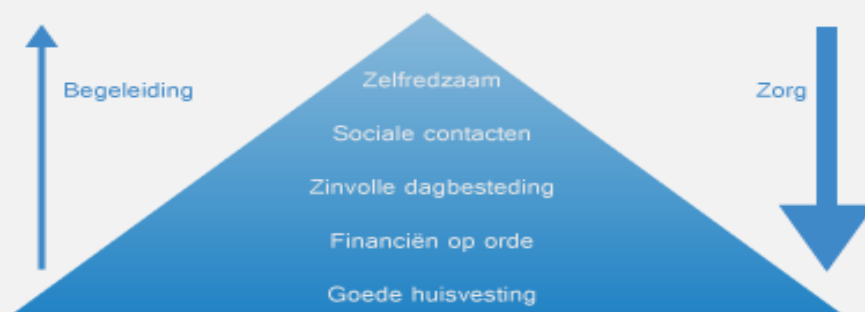 Zelfredzaam
Begeleiding
Zorg
Sociale contacten
Zinvolle dagbesteding
Financiën op orde
Goede huisvesting